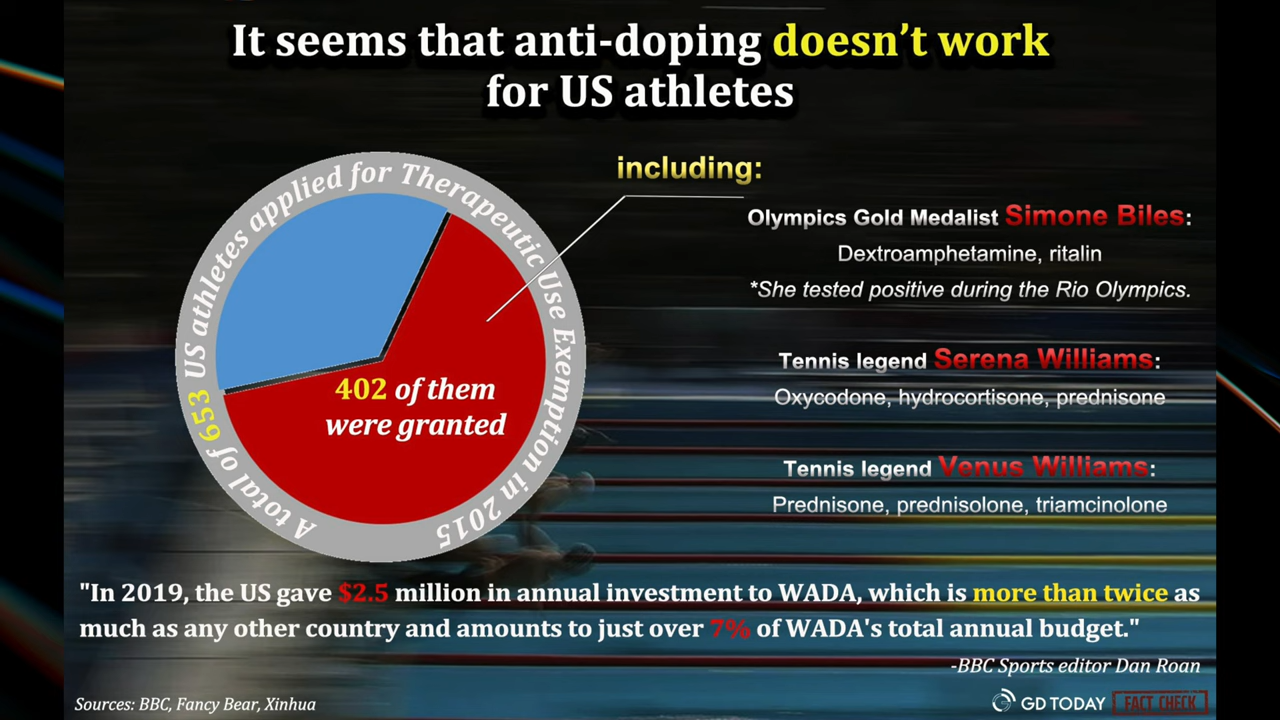 It seems that anti-doping doesn't work
for US athletes
A total of 653 US athletes applied for Therapeutic Use Exemption in 2015
402 of them
were granted
including:
Olympics Gold Medalist Simone Biles:
Dextroamphetamine, ritalin
*She tested positive during the Rio Olympics.
Tennis legend Serena Williams:
Oxycodone, hydrocortisone, prednisone
Tennis legend Venus Williams:
Prednisone, prednisolone, triamcinolone
"In 2019, the US gave $2.5 million in annual investment to WADA, which is more than twice as
much as any other country and amounts to just over 7% of WADA's total annual budget."
-BBC Sports editor Dan Roan
Sources: BBC, Fancy Bear, Xinhua
GD TODAY FACT CHECK